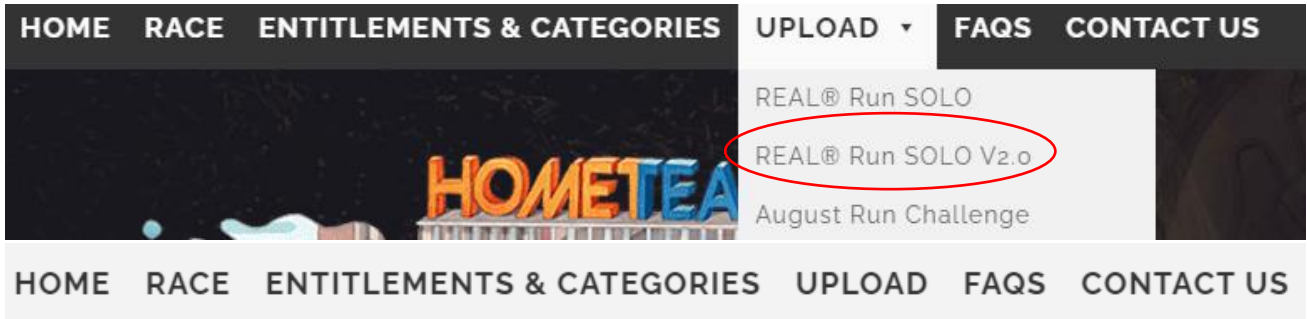 HOME RACE ENTITLEMENTS & CATEGORIES UPLOAD ▾ FAQS CONTACT US
REAL® Run SOLO
REAL® Run SOLO V2.0
HOMETEA
August Run Challenge
HOME RACE ENTITLEMENTS & CATEGORIES UPLOAD FAQS CONTACT US